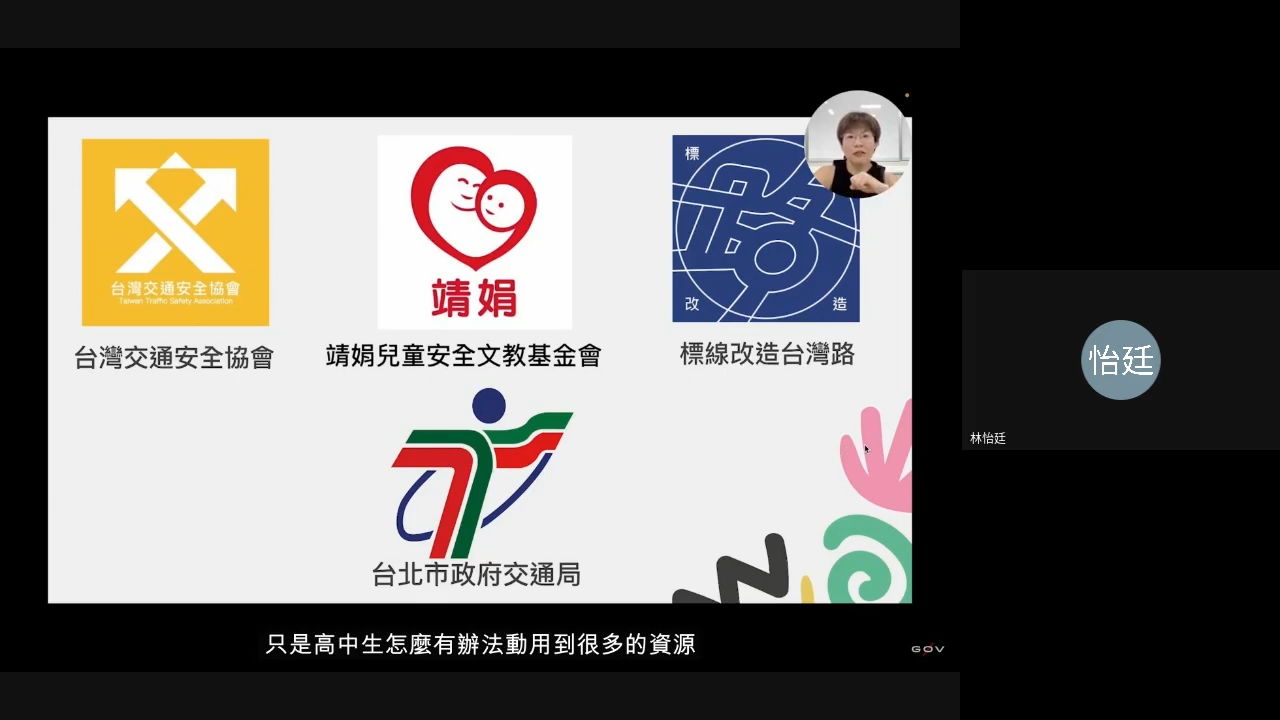 台灣交通安全協會
Taiwan Traffic Safety Association
靖娟
標
路
改
造
台灣交通安全協會
靖娟兒童安全文教基金會
標線改造台灣路
台北市政府交通局
怡廷
林怡廷
只是高中生怎麼有辦法動用到很多的資源
GOV